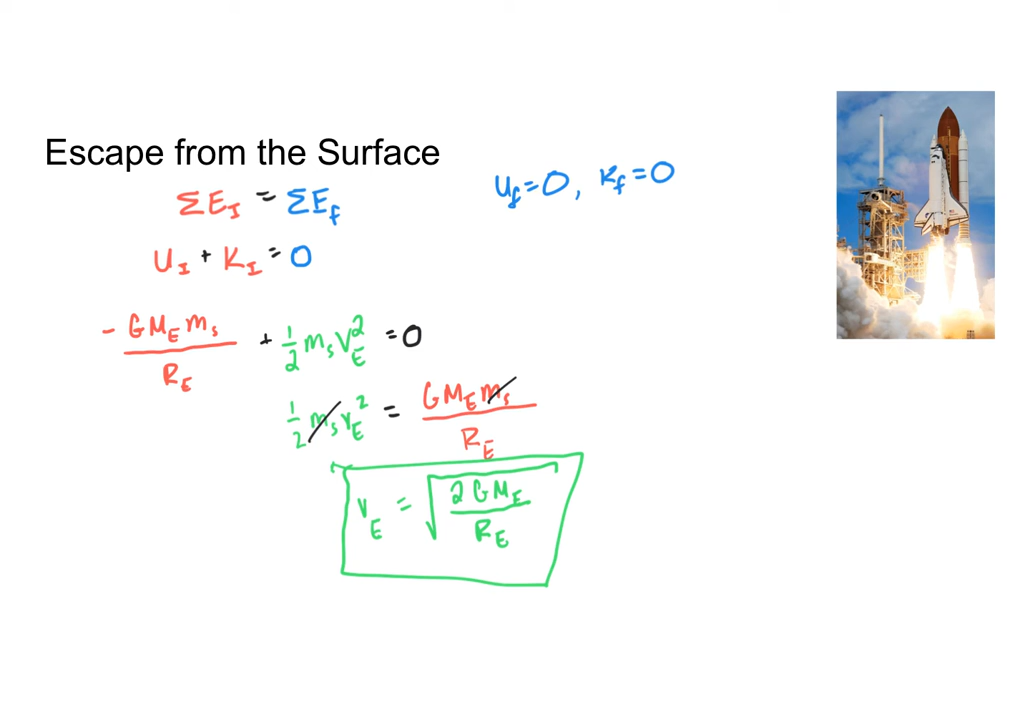 Escape from the Surface
ΣE_I = ΣE_f
U_f = 0, K_f = 0
U_I + K_I = 0
- GM_E m_s / R_E + 1/2 m_s V_E^2 = 0
1/2 m_s v_E^2 = GM_E m_s / R_E
v_E = √(2GM_E / R_E)